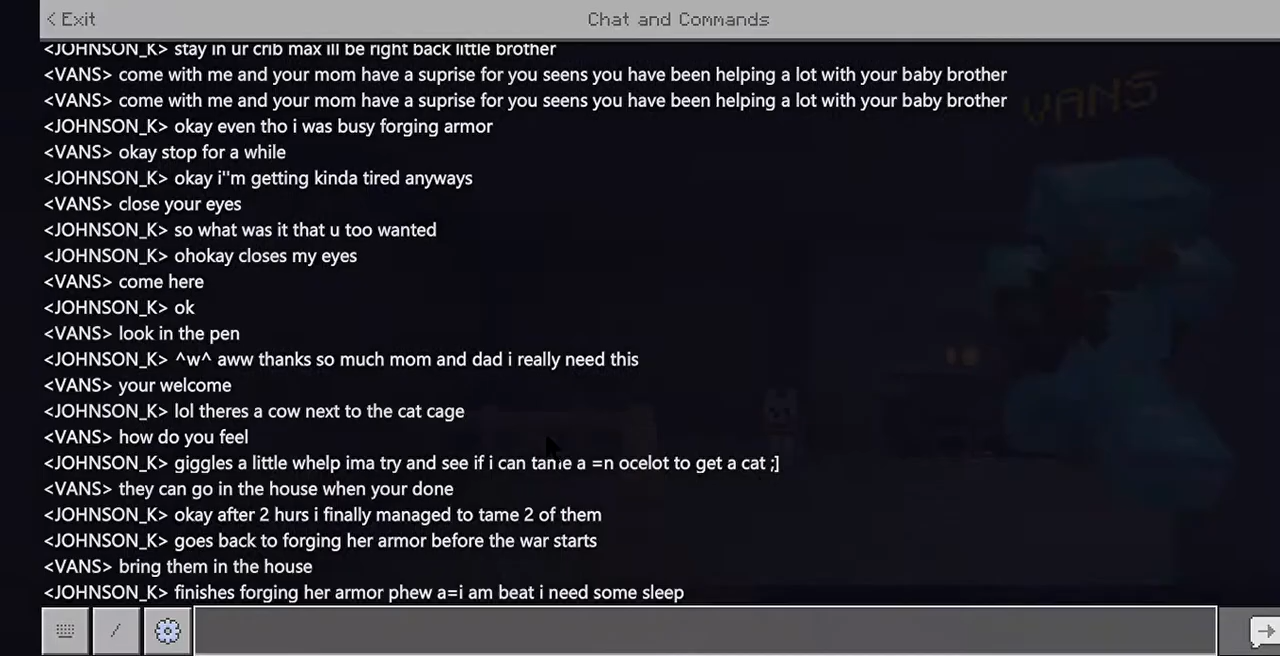 < Exit
Chat and Commands
<JOHNSON_K> stay in ur crib max ill be right back little brother
<VANS> come with me and your mom have a suprise for you seens you have been helping a lot with your baby brother
<VANS> come with me and your mom have a suprise for you seens you have been helping a lot with your baby brother
VANS
<JOHNSON_K> okay even tho i was busy forging armor
<VANS> okay stop for a while
<JOHNSON_K> okay i''m getting kinda tired anyways
<VANS> close your eyes
<JOHNSON_K> so what was it that u too wanted
<JOHNSON_K> ohokay closes my eyes
<VANS> come here
<JOHNSON_K> ok
<VANS> look in the pen
<JOHNSON_K> ^w^ aww thanks so much mom and dad i really need this
<VANS> your welcome
<JOHNSON_K> lol theres a cow next to the cat cage
<VANS> how do you feel
<JOHNSON_K> giggles a little whelp ima try and see if i can tame a =n ocelot to get a cat ;]
<VANS> they can go in the house when your done
<JOHNSON_K> okay after 2 hurs i finally managed to tame 2 of them
<JOHNSON_K> goes back to forging her armor before the war starts
<VANS> bring them in the house
<JOHNSON_K> finishes forging her armor phew a=i am beat i need some sleep
/